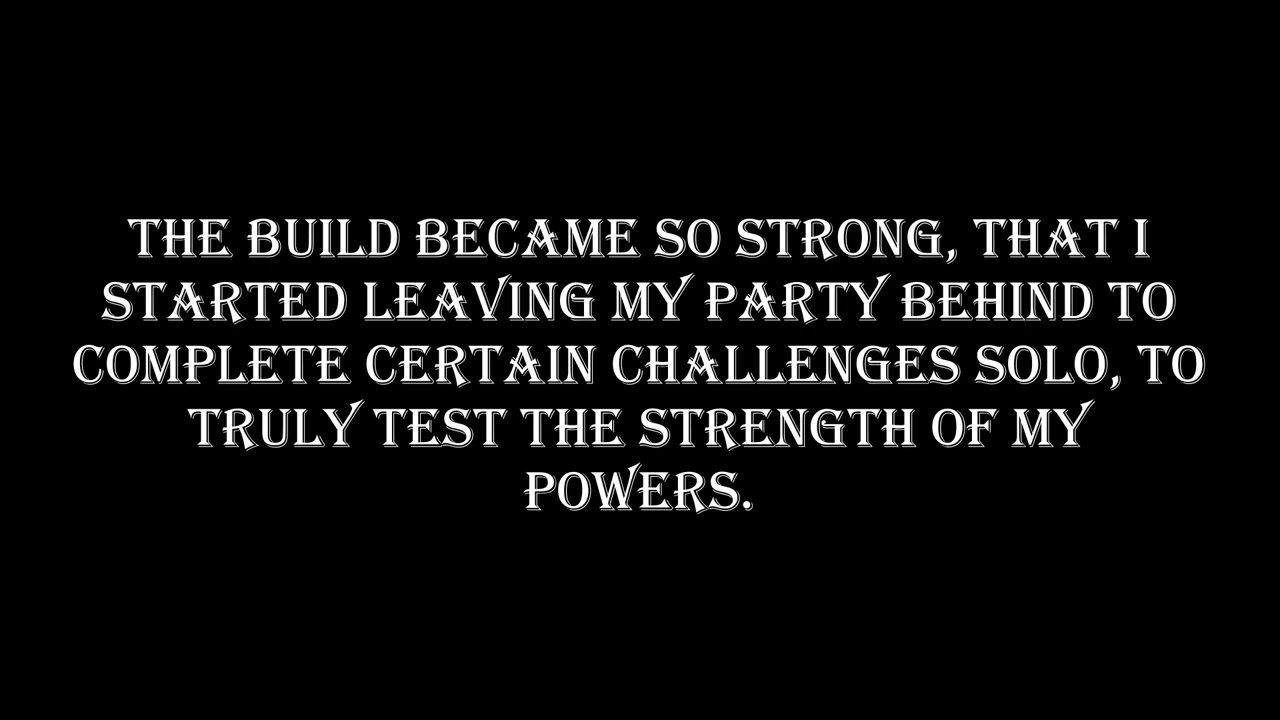 THE BUILD BECAME SO STRONG, THAT I
STARTED LEAVING MY PARTY BEHIND TO
COMPLETE CERTAIN CHALLENGES SOLO, TO
TRULY TEST THE STRENGTH OF MY
POWERS.